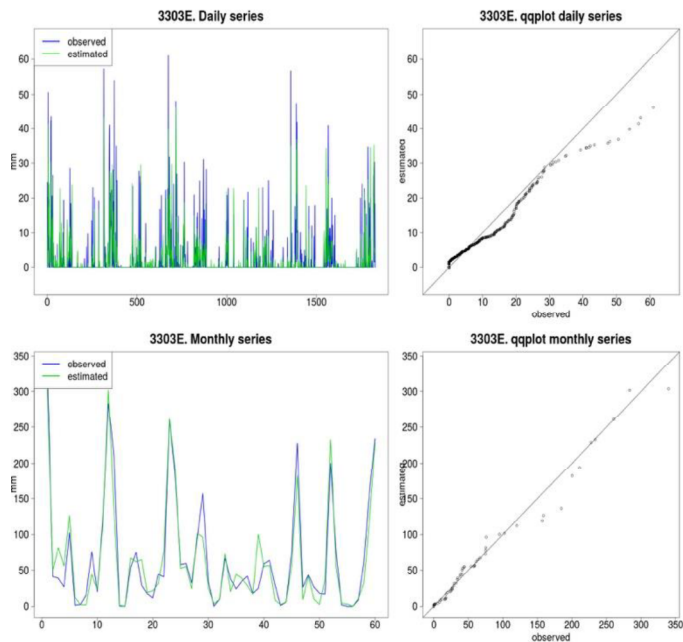 3303E. Daily series
observed
estimated
mm
60
50
40
30
20
10
0
0 500 1000 1500
3303E. qqplot daily series
estimated
60
50
40
30
20
10
0
0 10 20 30 40 50 60
observed
3303E. Monthly series
observed
estimated
mm
350
300
250
200
150
100
50
0
0 10 20 30 40 50 60
3303E. qqplot monthly series
estimated
350
300
250
200
150
100
50
0
0 50 100 150 200 250 300 350
observed